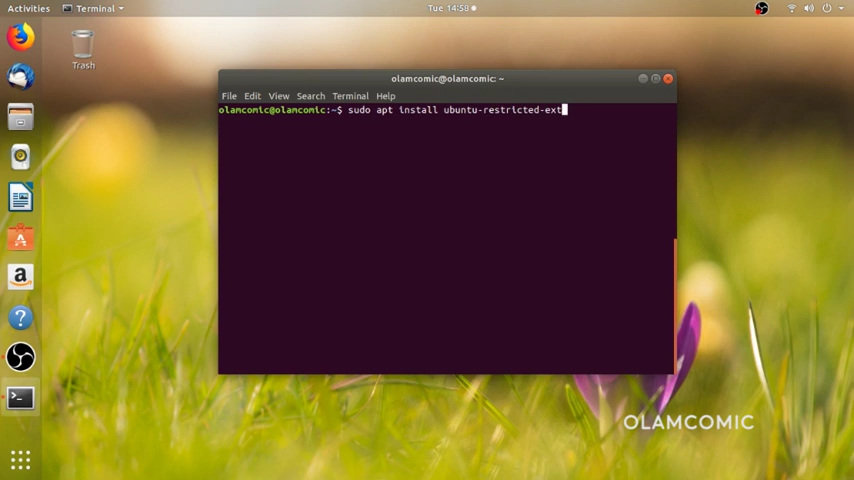 Activities Terminal Tue 14:58
Trash
olamcomic@olamcomic: ~
File Edit View Search Terminal Help
olamcomic@olamcomic:~$ sudo apt install ubuntu-restricted-ext
OLAMCOMIC